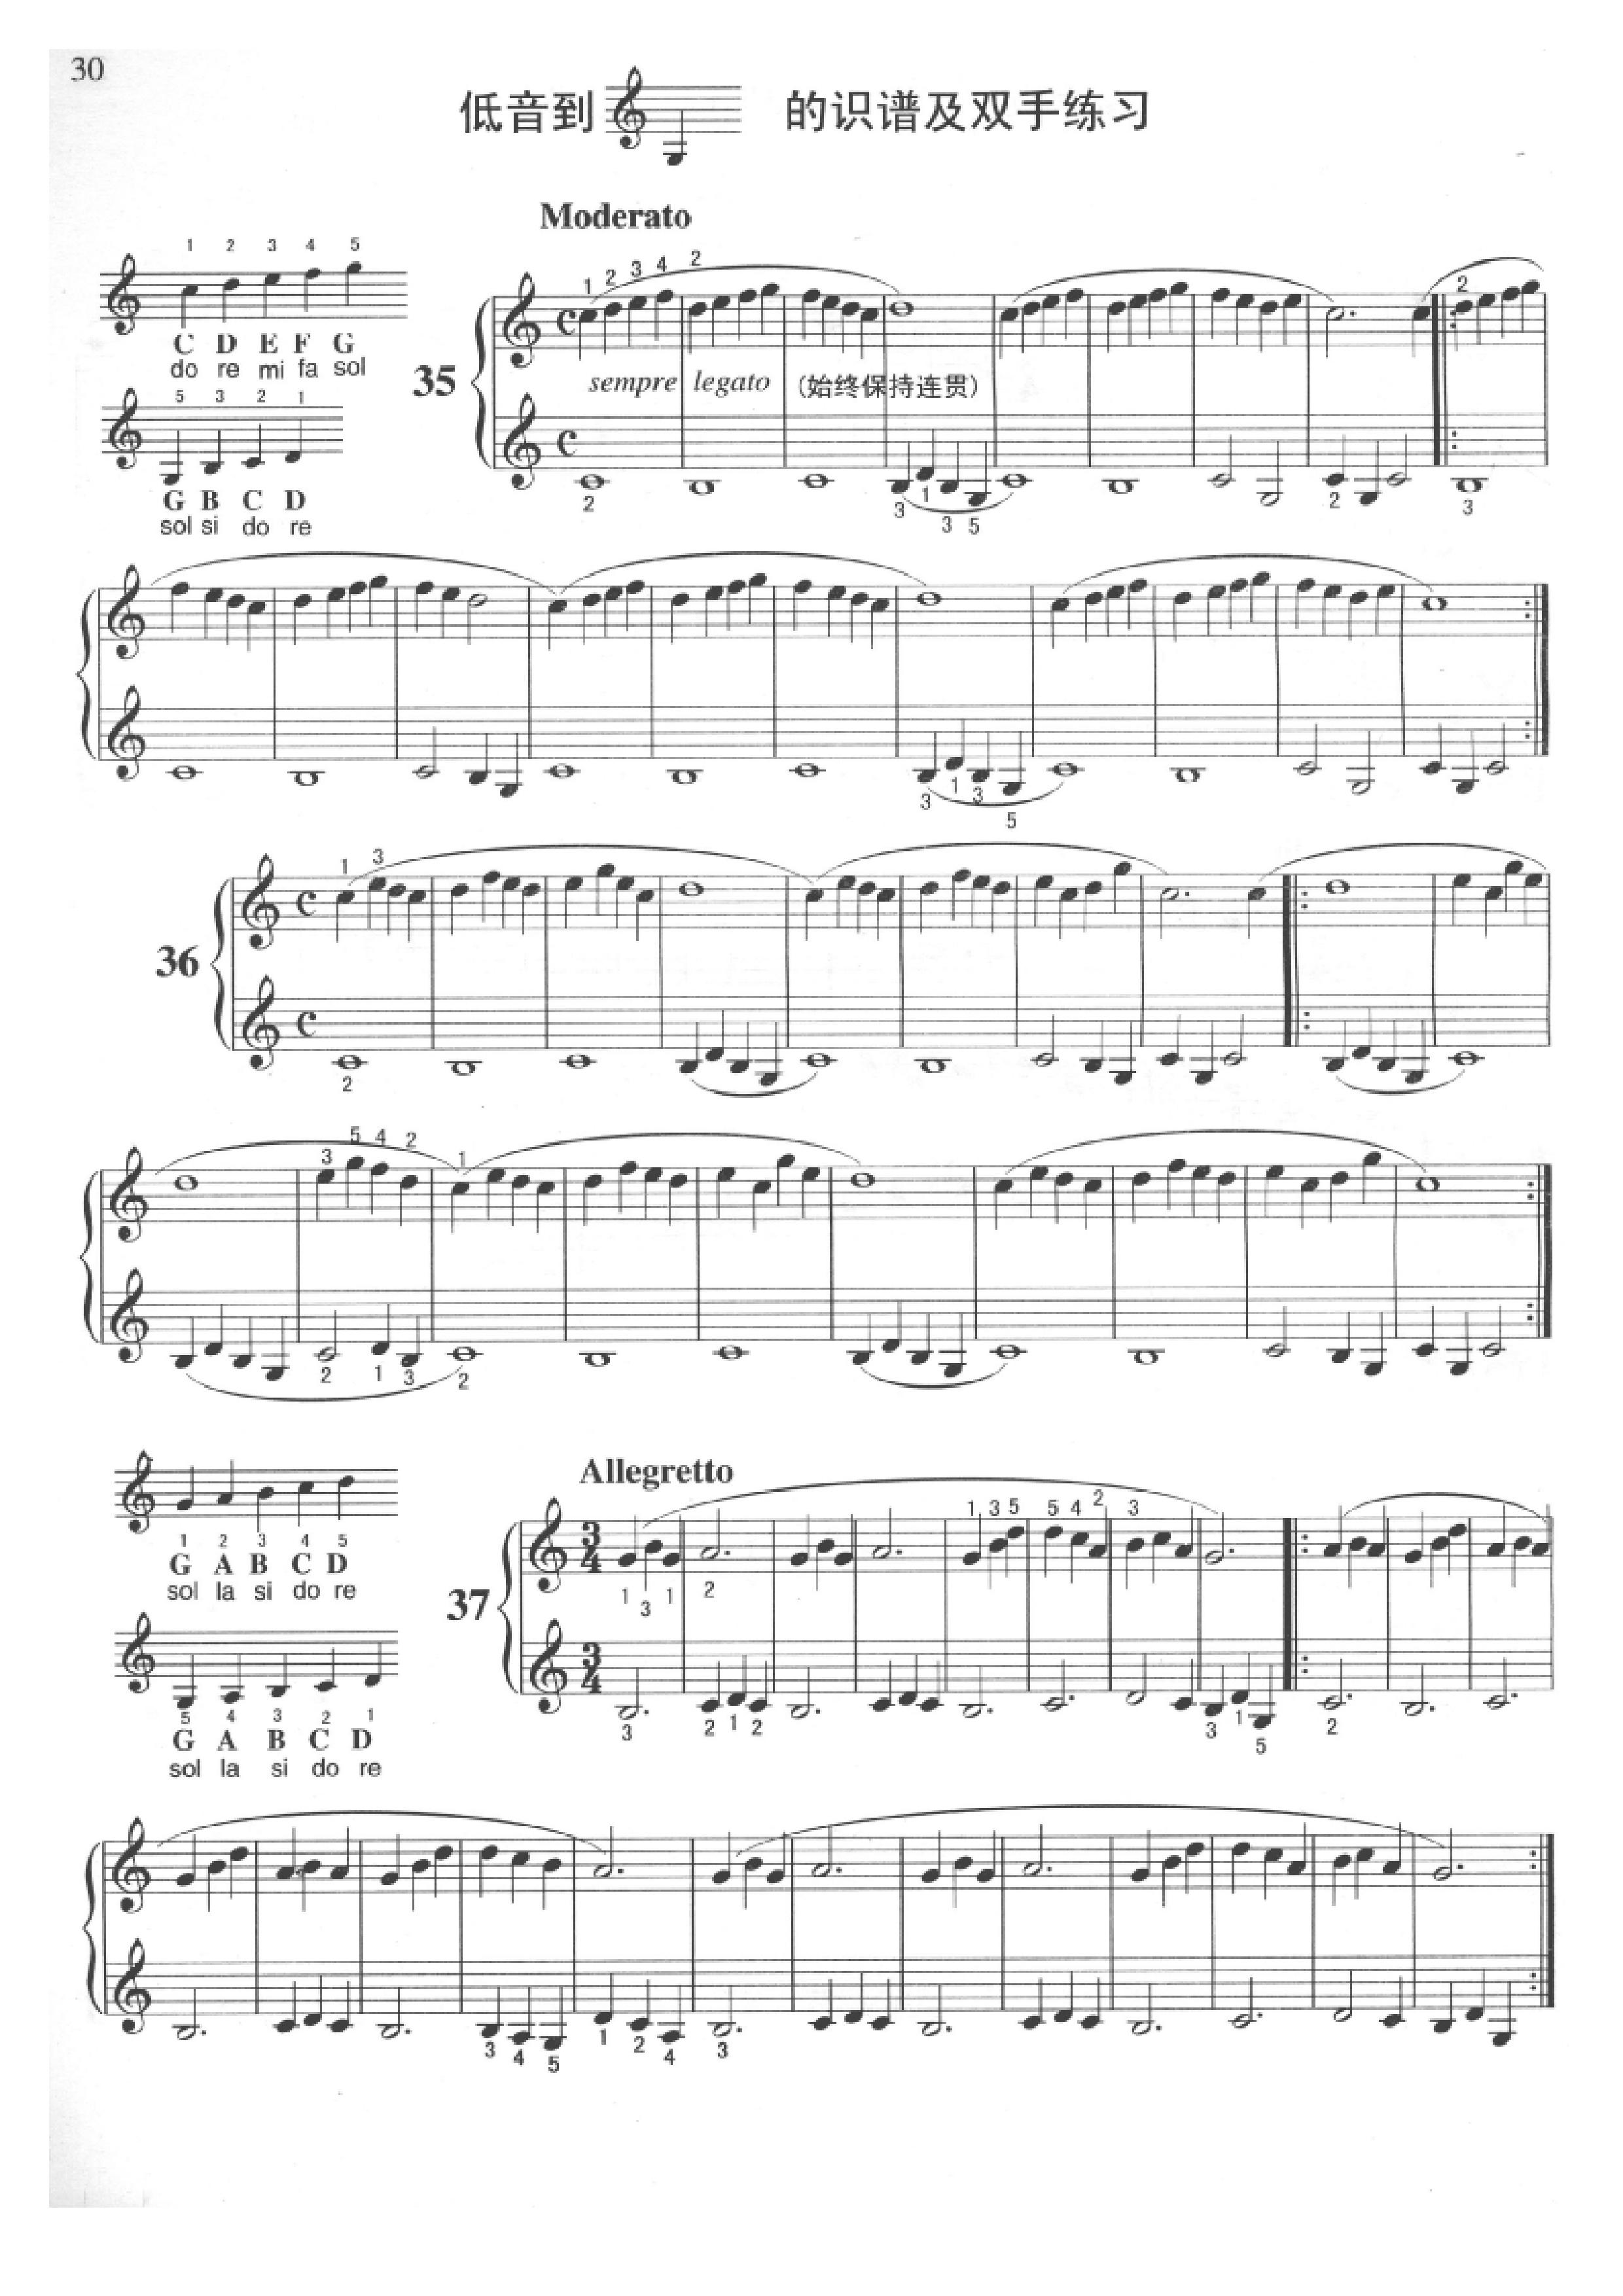 30
低音到 的识谱及双手练习
Moderato
1 2 3 4 5
C D E F G
do re mi fa sol
5 3 2 1
G B C D
sol si do re
35
1 2 3 4 2 2
sempre legato (始终保持连贯)
2 3 1 3 5 2 3
3 1 3 5
36
1 3
2
3 5 4 2 1
2 1 3 2
Allegretto
1 2 3 4 5
G A B C D
sol la si do re
5 4 3 2 1
G A B C D
sol la si do re
37
3 4
1 3 5 5 4 2 3
1 3 1 2
3 4
3 2 1 2 3 1 5 2
3 4 5 1 2 4 3